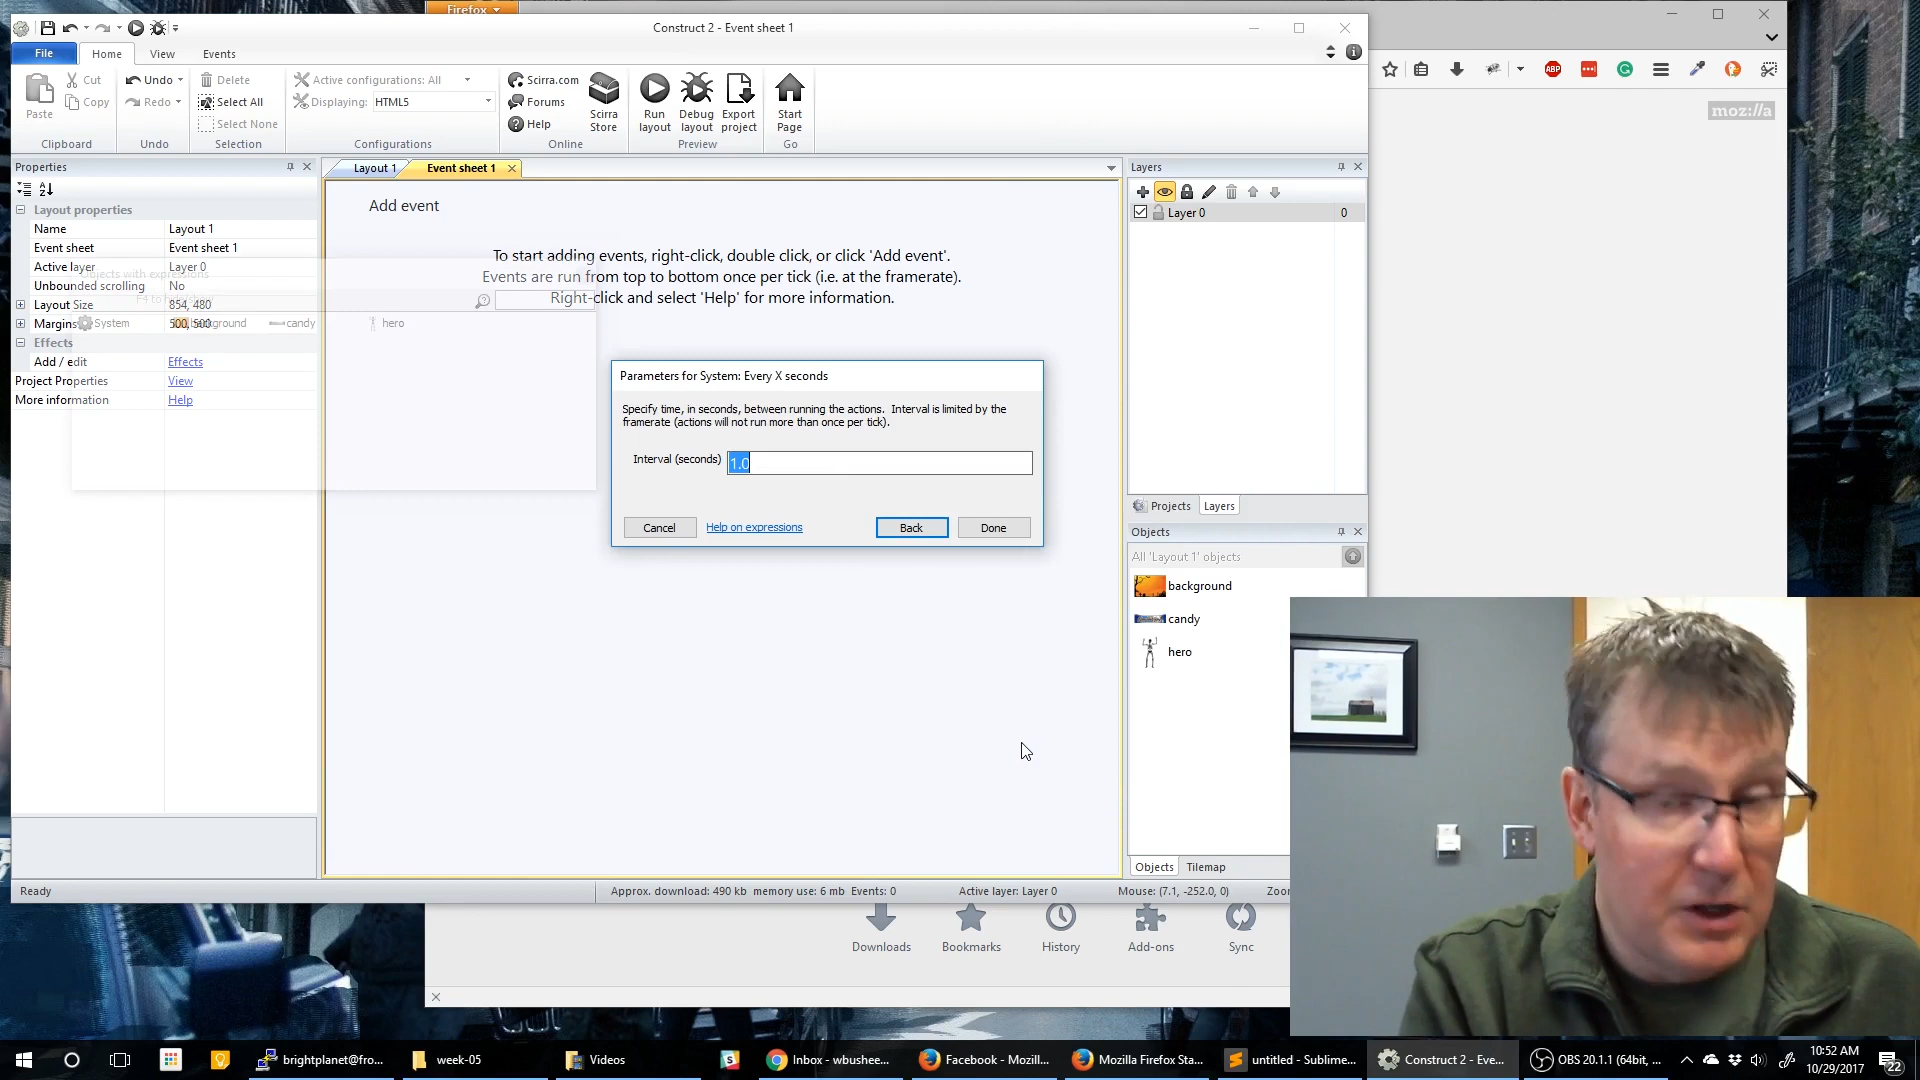 Firefox
Construct 2 - Event sheet 1
File
Home
View
Events
Paste
Cut
Copy
Clipboard
Undo
Redo
Undo
Delete
Select All
Select None
Selection
Active configurations: All
Displaying:
HTML5
Configurations
Scirra.com
Forums
Help
Scirra
Store
Online
Run
layout
Debug
layout
Export
project
Preview
Start
Page
Go
ABP
moz://a
Properties
Layout properties
Name
Layout 1
Event sheet
Event sheet 1
Active layer
Layer 0
Unbounded scrolling
No
Layout Size
854, 480
Margins
500, 500
Effects
Add / edit
Effects
Project Properties
View
More information
Help
Objects with expressions
F4 to
System
background
candy
hero
Layout 1
Event sheet 1
Add event
To start adding events, right-click, double click, or click 'Add event'.
Events are run from top to bottom once per tick (i.e. at the framerate).
Right-click and select 'Help' for more information.
Parameters for System: Every X seconds
Specify time, in seconds, between running the actions. Interval is limited by the
framerate (actions will not run more than once per tick).
Interval (seconds)
1.0
Cancel
Help on expressions
Back
Done
Layers
Layer 0
0
Projects
Layers
Objects
All 'Layout 1' objects
background
candy
hero
Objects
Tilemap
Ready
Approx. download: 490 kb memory use: 6 mb Events: 0
Active layer: Layer 0
Mouse: (7.1, -252.0, 0)
Zoo
Downloads
Bookmarks
History
Add-ons
Sync
brightplanet@fro...
week-05
Videos
Inbox - wbushee...
Facebook - Mozill...
Mozilla Firefox Sta...
untitled - Sublime...
Construct 2 - Eve...
OBS 20.1.1 (64bit, ...
10:52 AM
10/29/2017
22